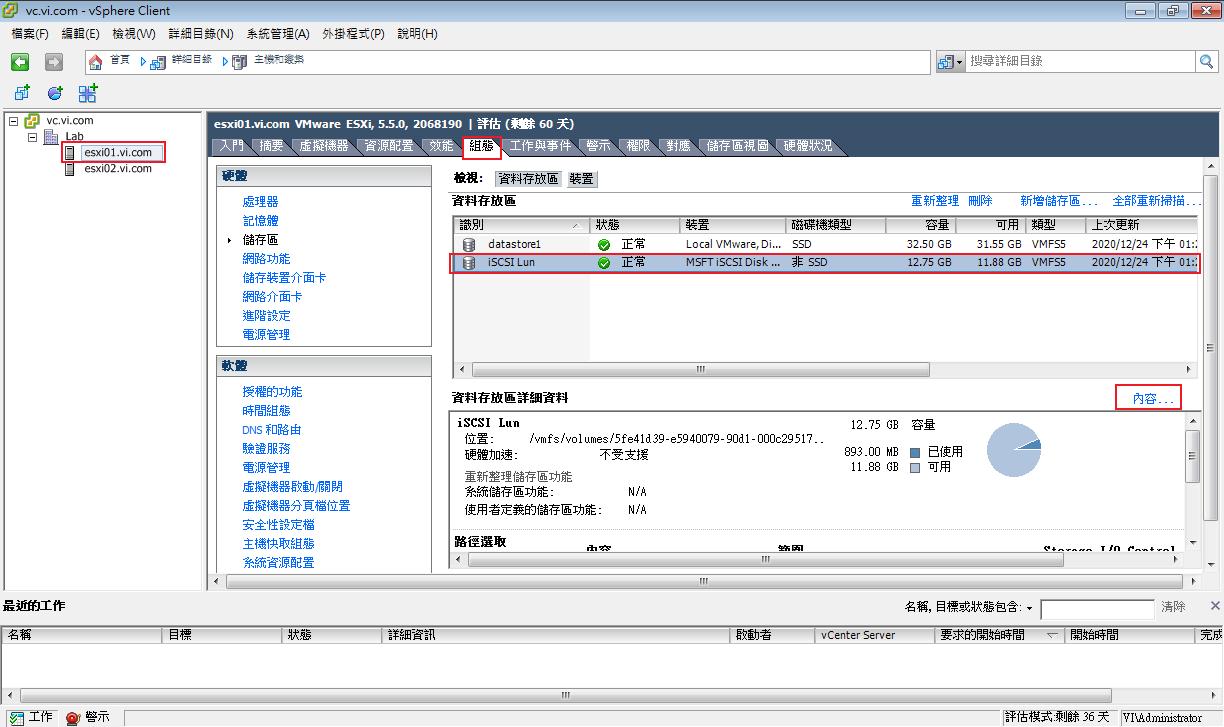 vc.vi.com - vSphere Client
檔案(F) 編輯(E) 檢視(W) 詳細目錄(N) 系統管理(A) 外掛程式(P) 說明(H)
首頁 詳細目錄 主機和叢集 搜尋詳細目錄
vc.vi.com
Lab
esxi01.vi.com
esxi02.vi.com
esxi01.vi.com VMware ESXi, 5.5.0, 2068190 | 評估 (剩餘 60 天)
入門 摘要 虛擬機器 資源配置 效能 組態 工作與事件 警示 權限 對應 儲存區視圖 硬體狀況
硬體
處理器
記憶體
儲存區
網路功能
儲存裝置介面卡
網路介面卡
進階設定
電源管理
軟體
授權的功能
時間組態
DNS 和路由
驗證服務
電源管理
虛擬機器啟動/關閉
虛擬機器分頁檔位置
安全性設定檔
主機快取組態
系統資源配置
檢視: 資料存放區 裝置
資料存放區 重新整理 刪除 新增儲存區... 全部重新掃描...
識別 狀態 裝置 磁碟機類型 容量 可用 類型 上次更新
datastore1 正常 Local VMware, Di... SSD 32.50 GB 31.55 GB VMFS5 2020/12/24 下午 01:2
iSCSI Lun 正常 MSFT iSCSI Disk ... 非 SSD 12.75 GB 11.88 GB VMFS5 2020/12/24 下午 01:2
資料存放區詳細資料 內容...
iSCSI Lun 12.75 GB 容量
位置: /vmfs/volumes/5fe41d39-e5940079-90d1-000c29517..
硬體加速: 不受支援 893.00 MB 已使用
11.88 GB 可用
重新整理儲存區功能
系統儲存區功能: N/A
使用者定義的儲存區功能: N/A
路徑選取 內容 範圍 Storage I/O Control
最近的工作 名稱, 目標或狀態包含: 清除
名稱 目標 狀態 詳細資訊 啟動者 vCenter Server 要求的開始時間 開始時間 完成
工作 警示 評估模式:剩餘 36 天 VI\Administrator